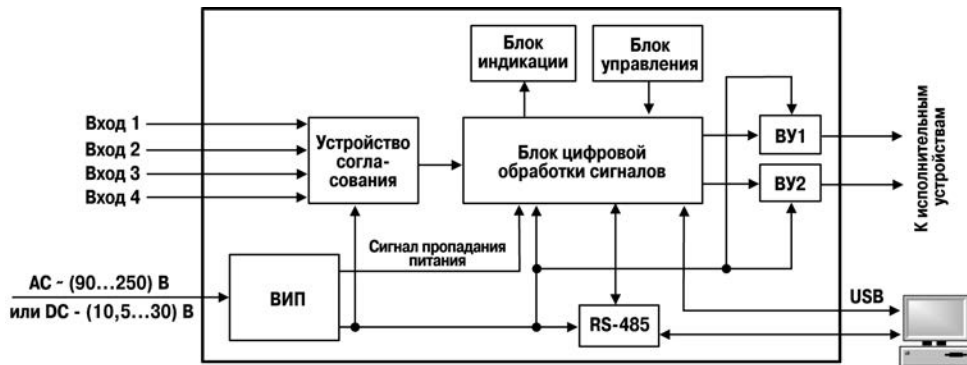 Блок
индикации
Блок
управления
Вход 1
Вход 2
Вход 3
Вход 4
Устройство
согла-
сования
Блок цифровой
обработки сигналов
ВУ1
ВУ2
К исполнительным
устройствам
Сигнал пропадания
питания
AC ~ (90...250) В
или DC - (10,5...30) В
ВИП
RS-485
USB